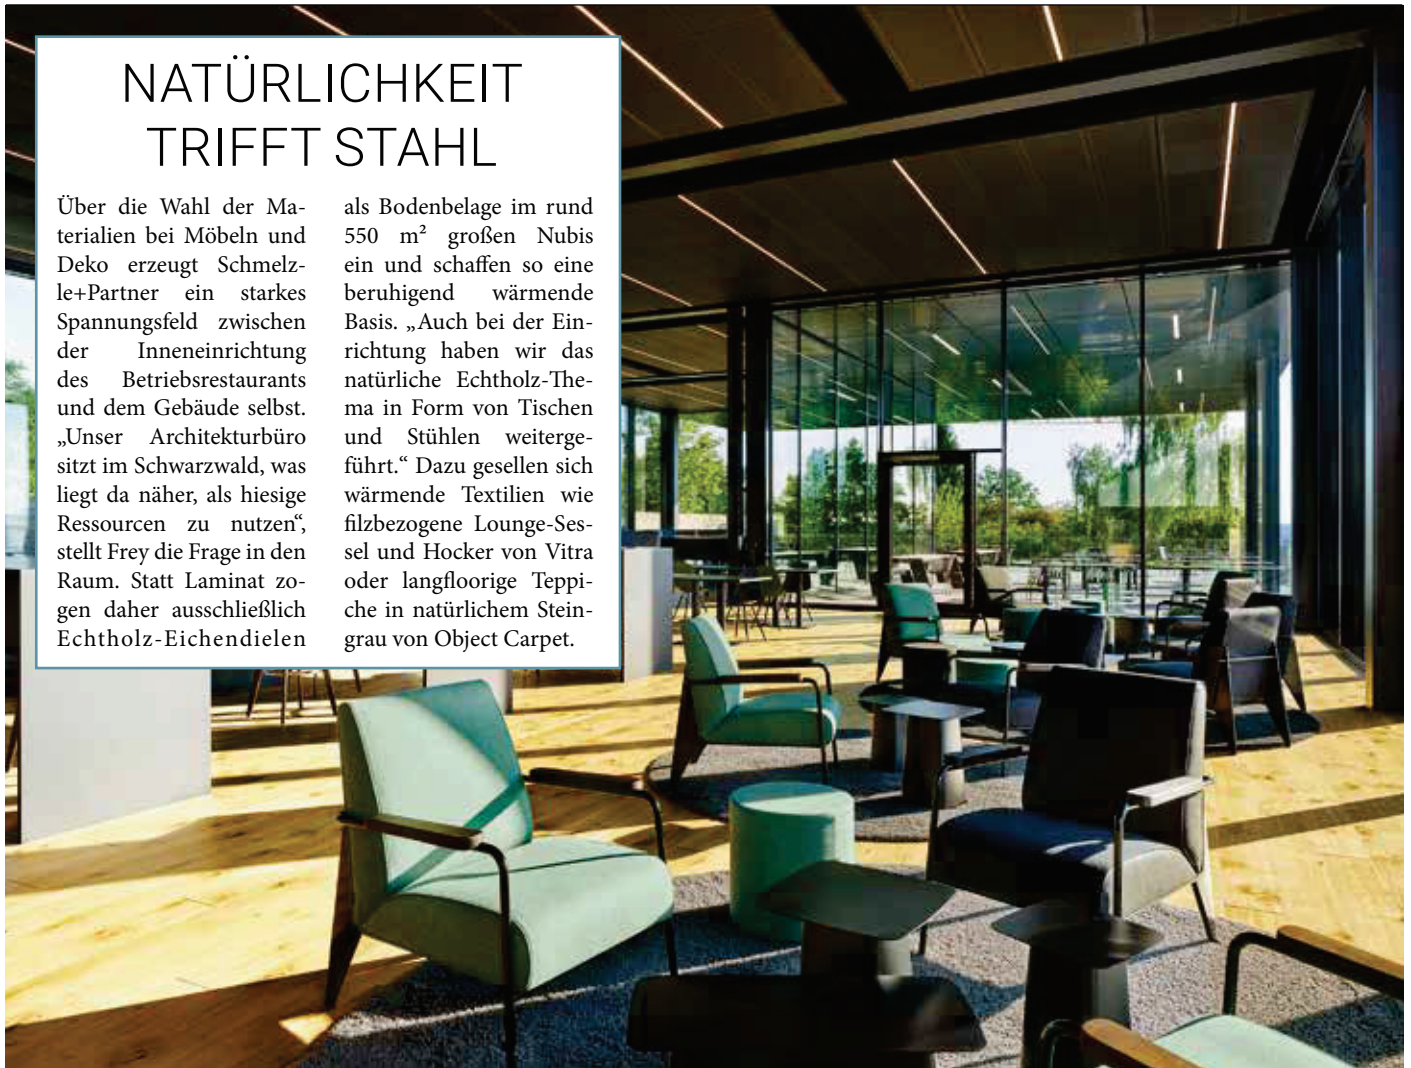 NATÜRLICHKEIT
TRIFFT STAHL
Über die Wahl der Ma-
terialien bei Möbeln und
Deko erzeugt Schmelz-
le+Partner ein starkes
Spannungsfeld zwischen
der Inneneinrichtung
des Betriebsrestaurants
und dem Gebäude selbst.
„Unser Architekturbüro
sitzt im Schwarzwald, was
liegt da näher, als hiesige
Ressourcen zu nutzen“,
stellt Frey die Frage in den
Raum. Statt Laminat zo-
gen daher ausschließlich
Echtholz-Eichendielen
als Bodenbelage im rund
550 m² großen Nubis
ein und schaffen so eine
beruhigend wärmende
Basis. „Auch bei der Ein-
richtung haben wir das
natürliche Echtholz-The-
ma in Form von Tischen
und Stühlen weiterge-
führt.“ Dazu gesellen sich
wärmende Textilien wie
filzbezogene Lounge-Ses-
sel und Hocker von Vitra
oder langfloorige Teppi-
che in natürlichem Stein-
grau von Object Carpet.